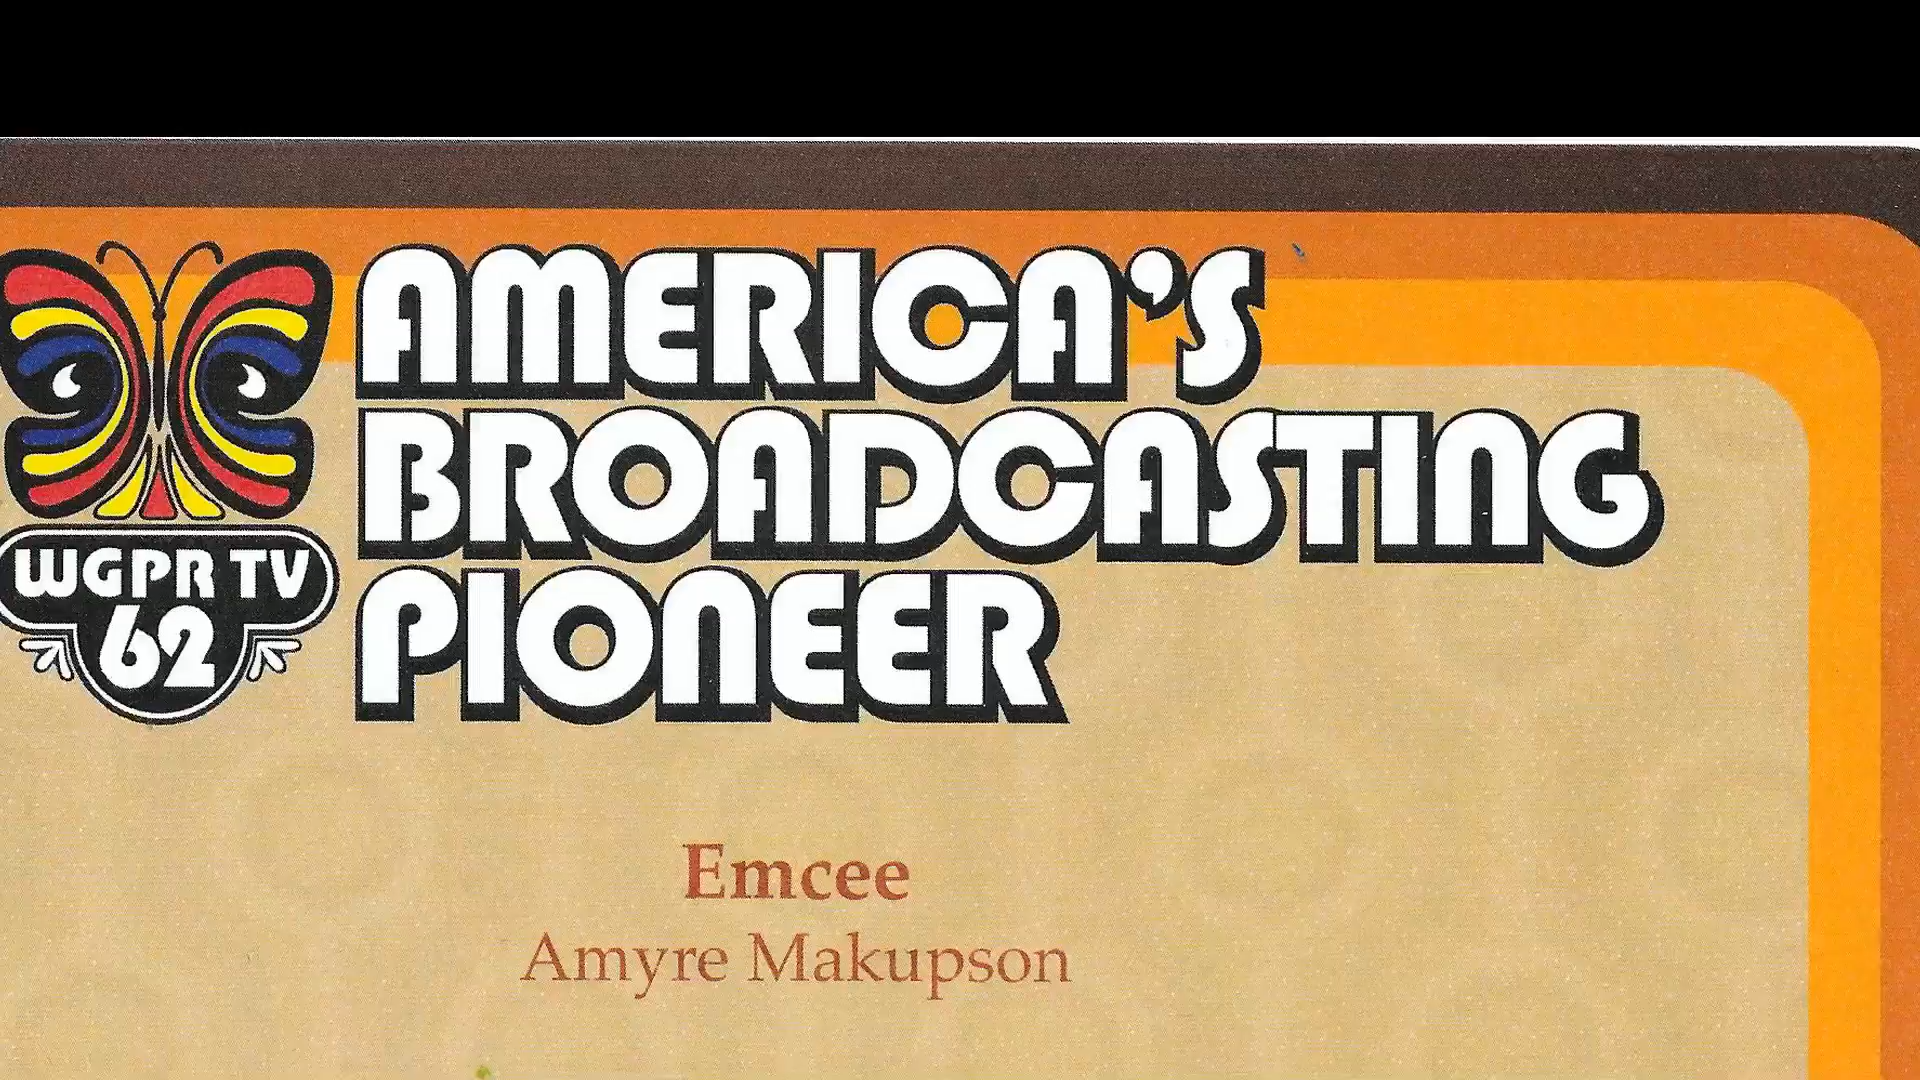 AMERICA'S
BROADCASTING
PIONEER
WGPR TV
62
Emcee
Amyre Makupson